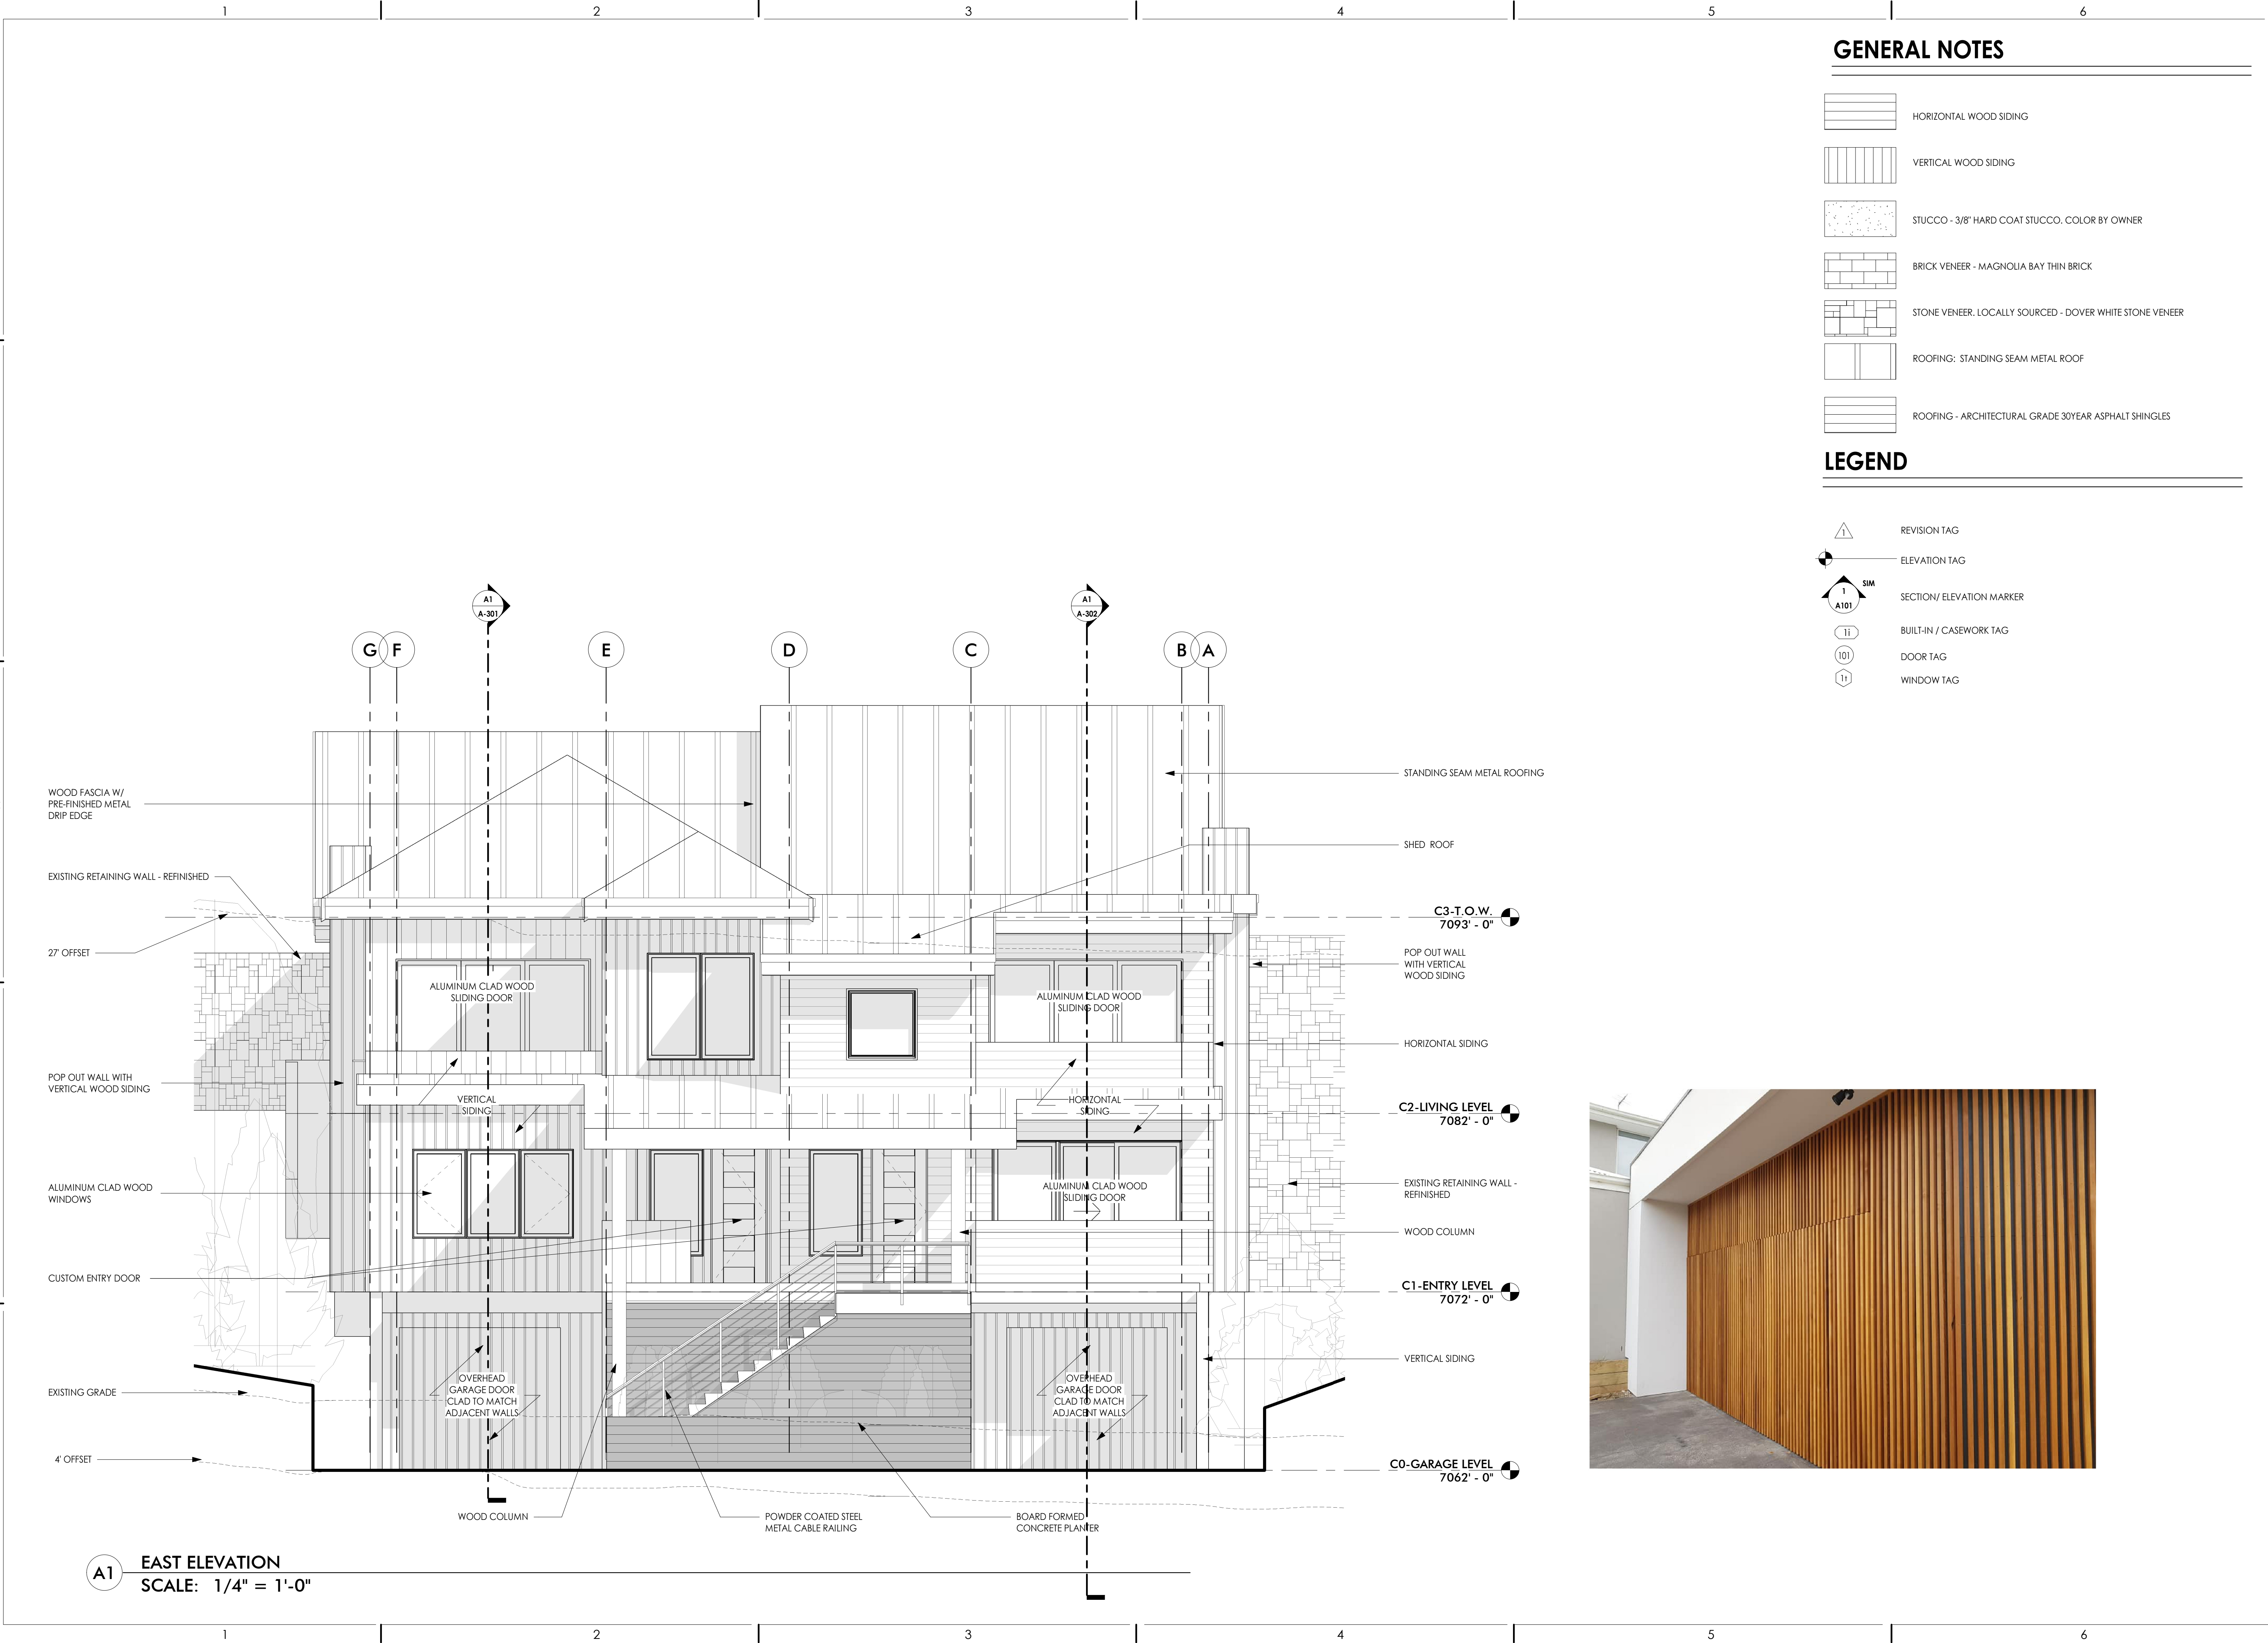 1 2 3 4 5 6
GENERAL NOTES
HORIZONTAL WOOD SIDING
VERTICAL WOOD SIDING
STUCCO - 3/8" HARD COAT STUCCO. COLOR BY OWNER
BRICK VENEER - MAGNOLIA BAY THIN BRICK
STONE VENEER. LOCALLY SOURCED - DOVER WHITE STONE VENEER
ROOFING: STANDING SEAM METAL ROOF
ROOFING - ARCHITECTURAL GRADE 30YEAR ASPHALT SHINGLES
LEGEND
1
REVISION TAG
ELEVATION TAG
SIM
1
A101
SECTION/ ELEVATION MARKER
1i
BUILT-IN / CASEWORK TAG
101
DOOR TAG
1t
WINDOW TAG
A1
A-301
A1
A-302
G F E D C B A
WOOD FASCIA W/
PRE-FINISHED METAL
DRIP EDGE
EXISTING RETAINING WALL - REFINISHED
27' OFFSET
POP OUT WALL WITH
VERTICAL WOOD SIDING
ALUMINUM CLAD WOOD
WINDOWS
CUSTOM ENTRY DOOR
EXISTING GRADE
4' OFFSET
ALUMINUM CLAD WOOD
SLIDING DOOR
ALUMINUM CLAD WOOD
SLIDING DOOR
VERTICAL
SIDING
HORIZONTAL
SIDING
ALUMINUM CLAD WOOD
SLIDING DOOR
OVERHEAD
GARAGE DOOR
CLAD TO MATCH
ADJACENT WALLS
OVERHEAD
GARAGE DOOR
CLAD TO MATCH
ADJACENT WALLS
STANDING SEAM METAL ROOFING
SHED ROOF
C3-T.O.W.
7093' - 0"
POP OUT WALL
WITH VERTICAL
WOOD SIDING
HORIZONTAL SIDING
C2-LIVING LEVEL
7082' - 0"
EXISTING RETAINING WALL -
REFINISHED
WOOD COLUMN
C1-ENTRY LEVEL
7072' - 0"
VERTICAL SIDING
C0-GARAGE LEVEL
7062' - 0"
WOOD COLUMN
POWDER COATED STEEL
METAL CABLE RAILING
BOARD FORMED
CONCRETE PLANTER
A1
EAST ELEVATION
SCALE: 1/4" = 1'-0"
1 2 3 4 5 6